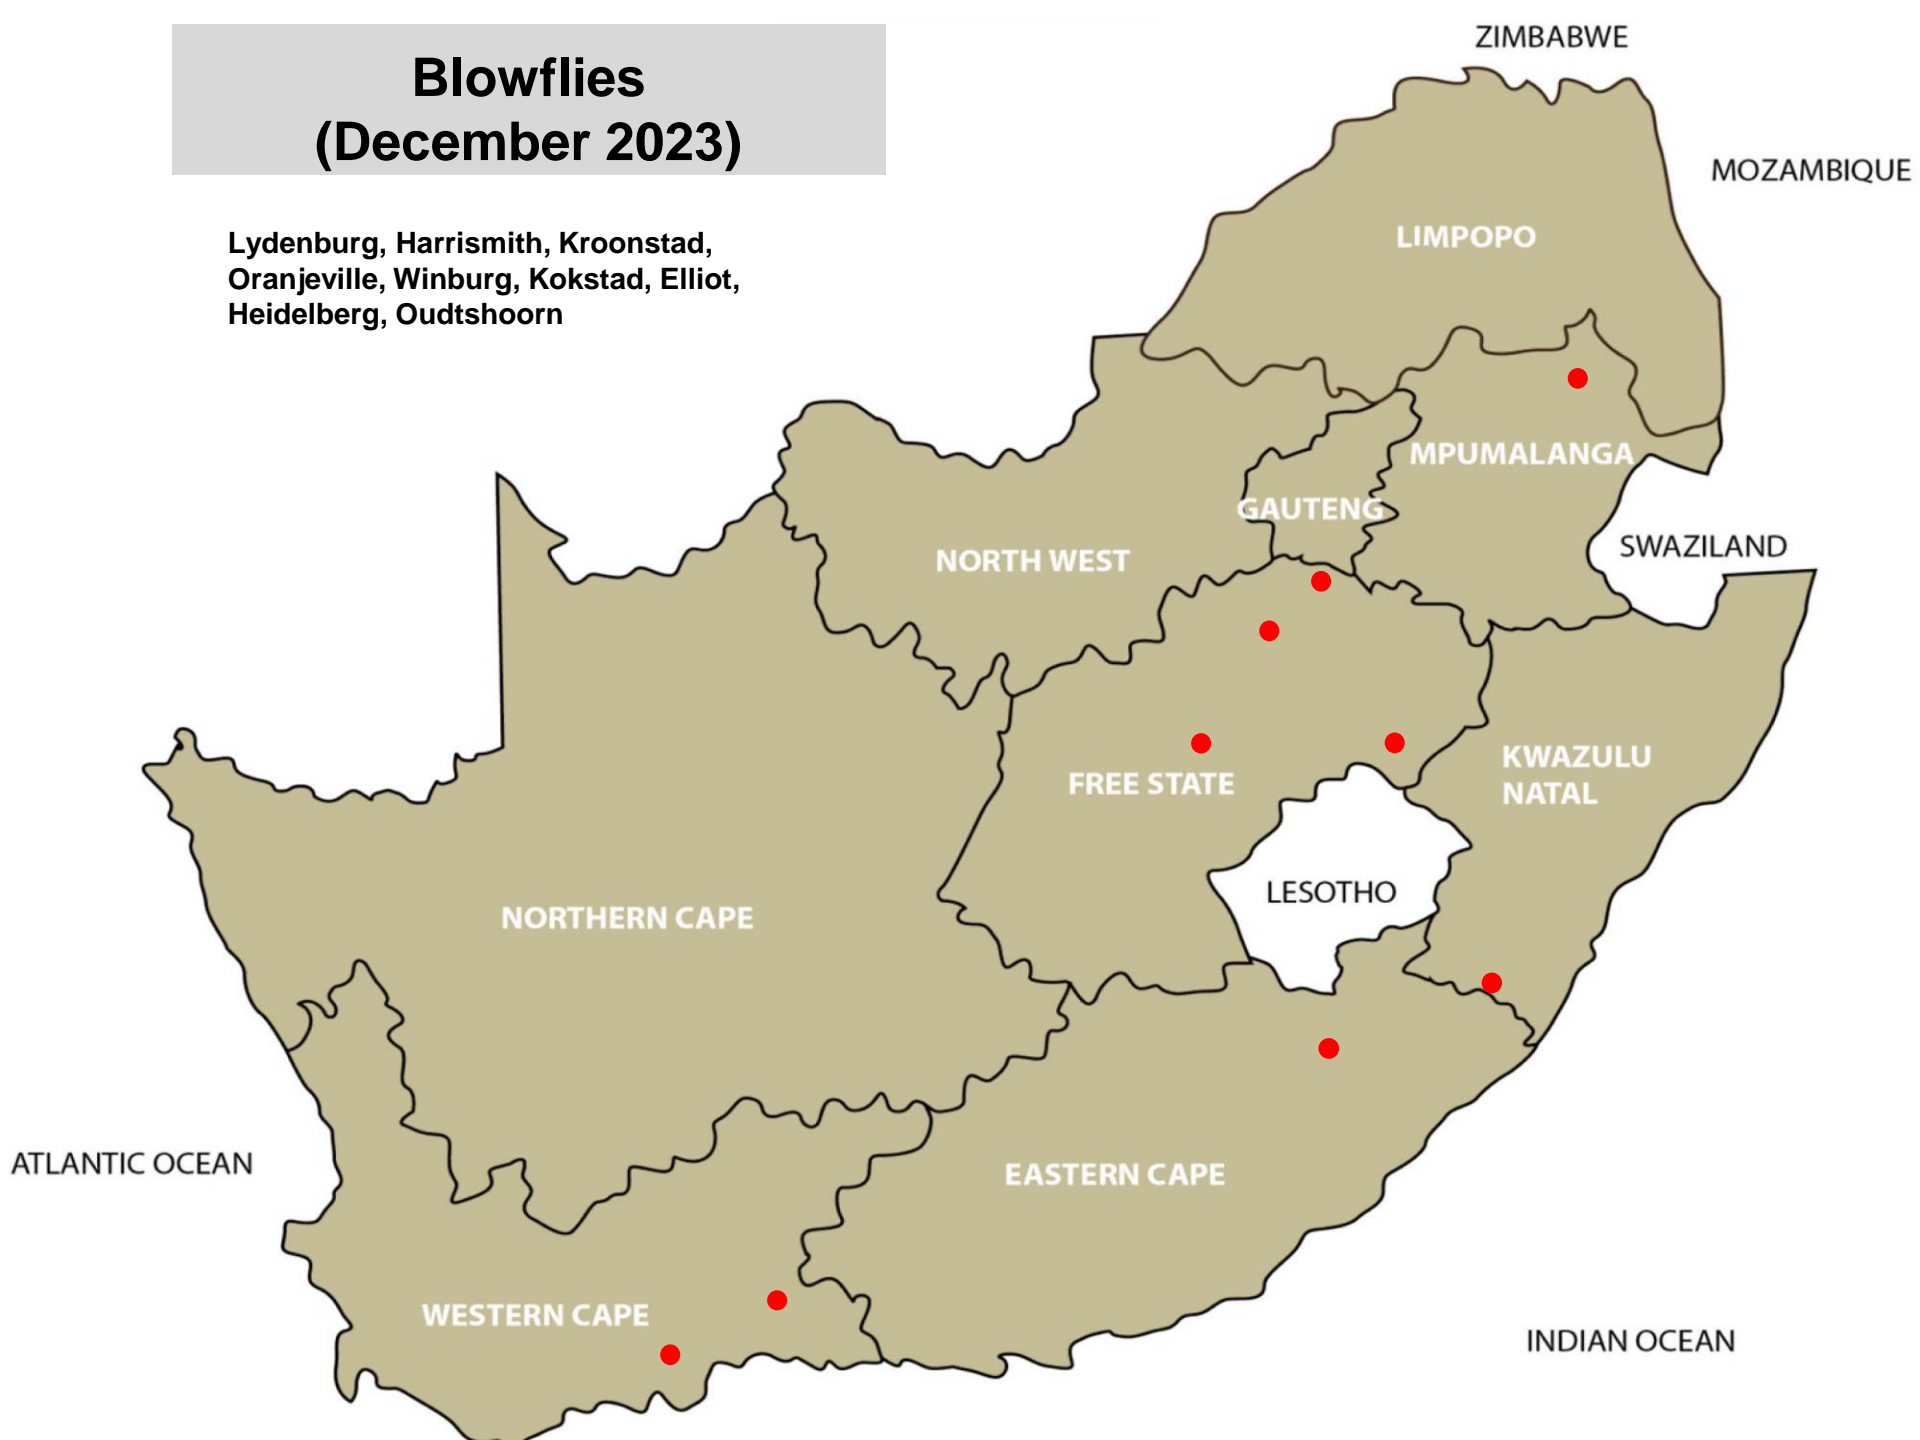 Blowflies
(December 2023)
Lydenburg, Harrismith, Kroonstad,
Oranjeville, Winburg, Kokstad, Elliot,
Heidelberg, Oudtshoorn
ZIMBABWE
MOZAMBIQUE
LIMPOPO
MPUMALANGA
GAUTENG
SWAZILAND
NORTH WEST
KWAZULU
NATAL
FREE STATE
LESOTHO
NORTHERN CAPE
ATLANTIC OCEAN
EASTERN CAPE
WESTERN CAPE
INDIAN OCEAN